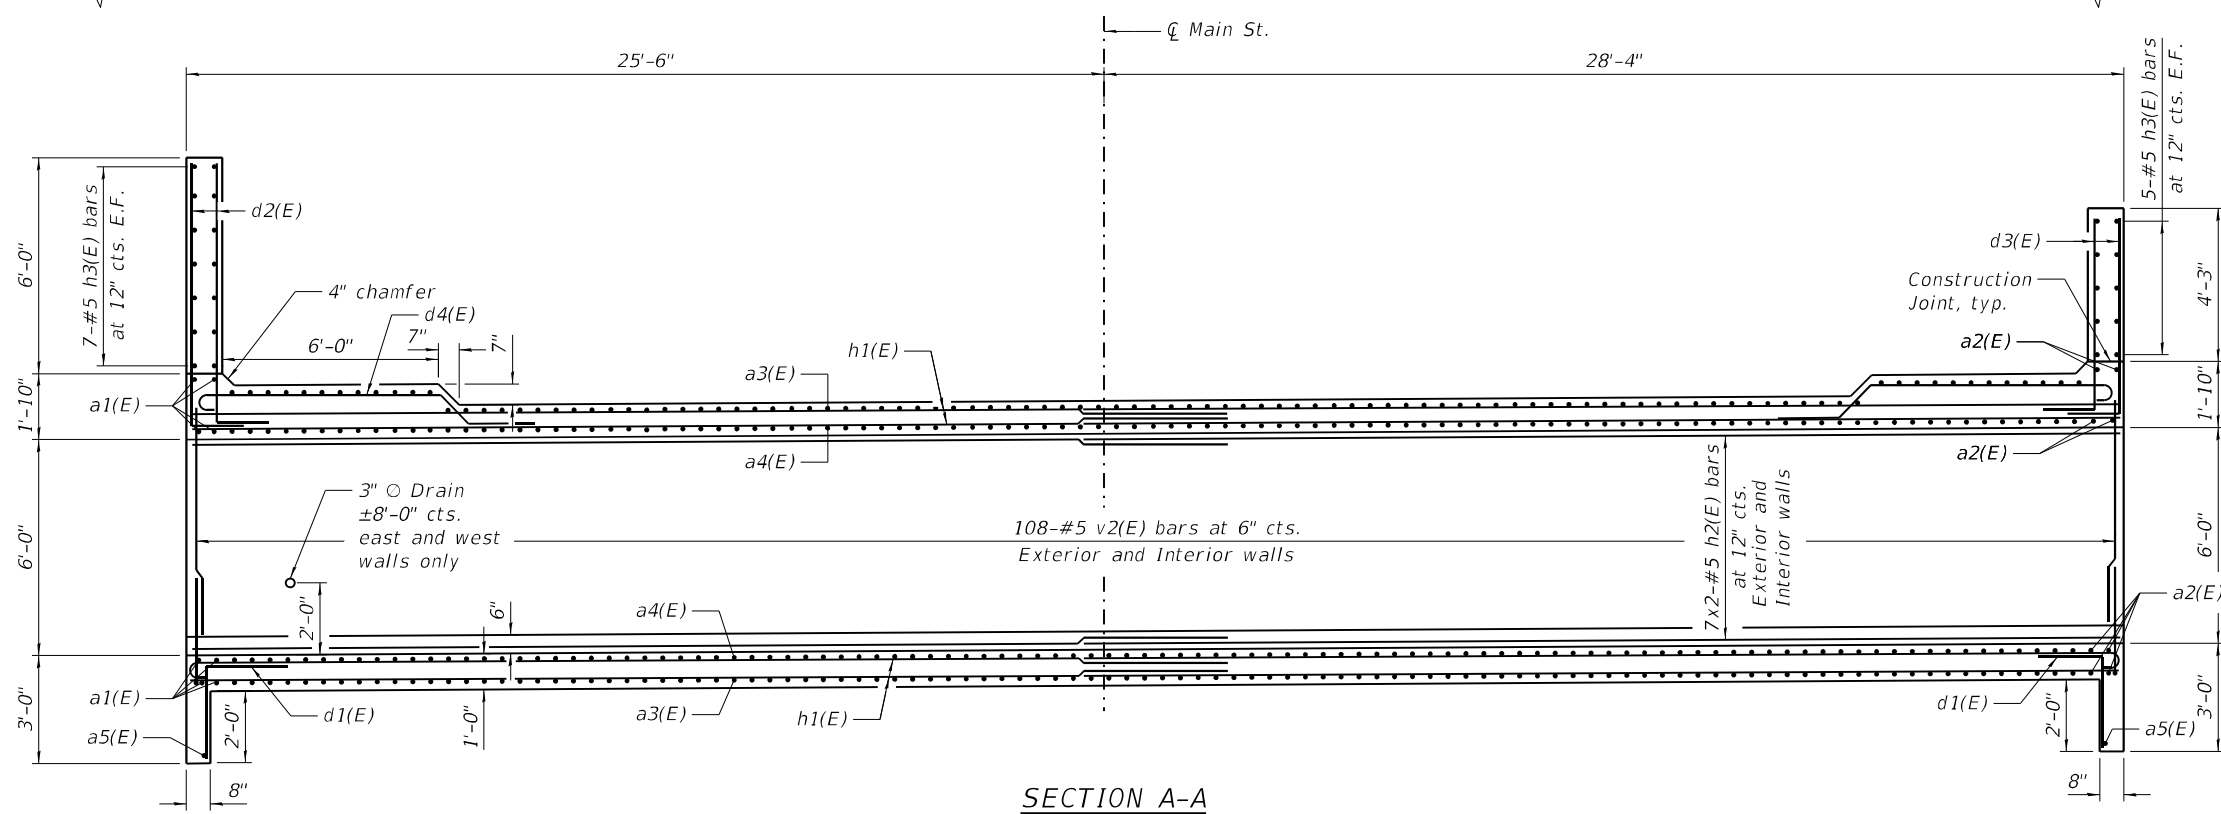 ℄ Main St.
25'-6"
28'-4"
5-#5 h3(E) bars
at 12" cts. E.F.
7-#5 h3(E) bars
at 12" cts. E.F.
6'-0"
d2(E)
d3(E)
4'-3"
4" chamfer
d4(E)
Construction
Joint, typ.
6'-0"
7"
7"
h1(E)
a3(E)
a2(E)
1'-10"
a1(E)
1'-10"
a4(E)
a2(E)
3" ∅ Drain
±8'-0" cts.
east and west
walls only
108-#5 v2(E) bars at 6" cts.
Exterior and Interior walls
7x2-#5 h2(E) bars
at 12" cts.
Exterior and
Interior walls
6'-0"
6'-0"
2'-0"
6"
a4(E)
a2(E)
3'-0"
a1(E)
d1(E)
2'-0"
1'-0"
a3(E)
h1(E)
d1(E)
2'-0"
3'-0"
a5(E)
a5(E)
8"
8"
SECTION A-A